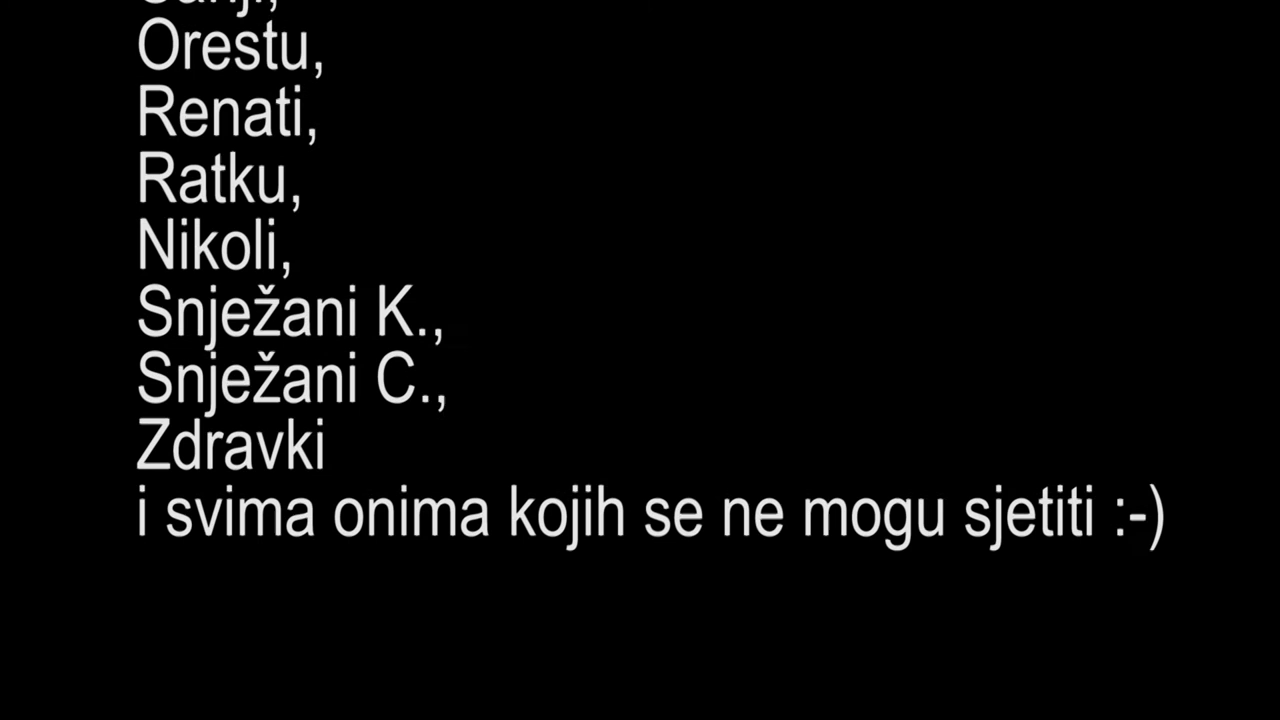 Orestu,
Renati,
Ratku,
Nikoli,
Snježani K.,
Snježani C.,
Zdravki
i svima onima kojih se ne mogu sjetiti :-)